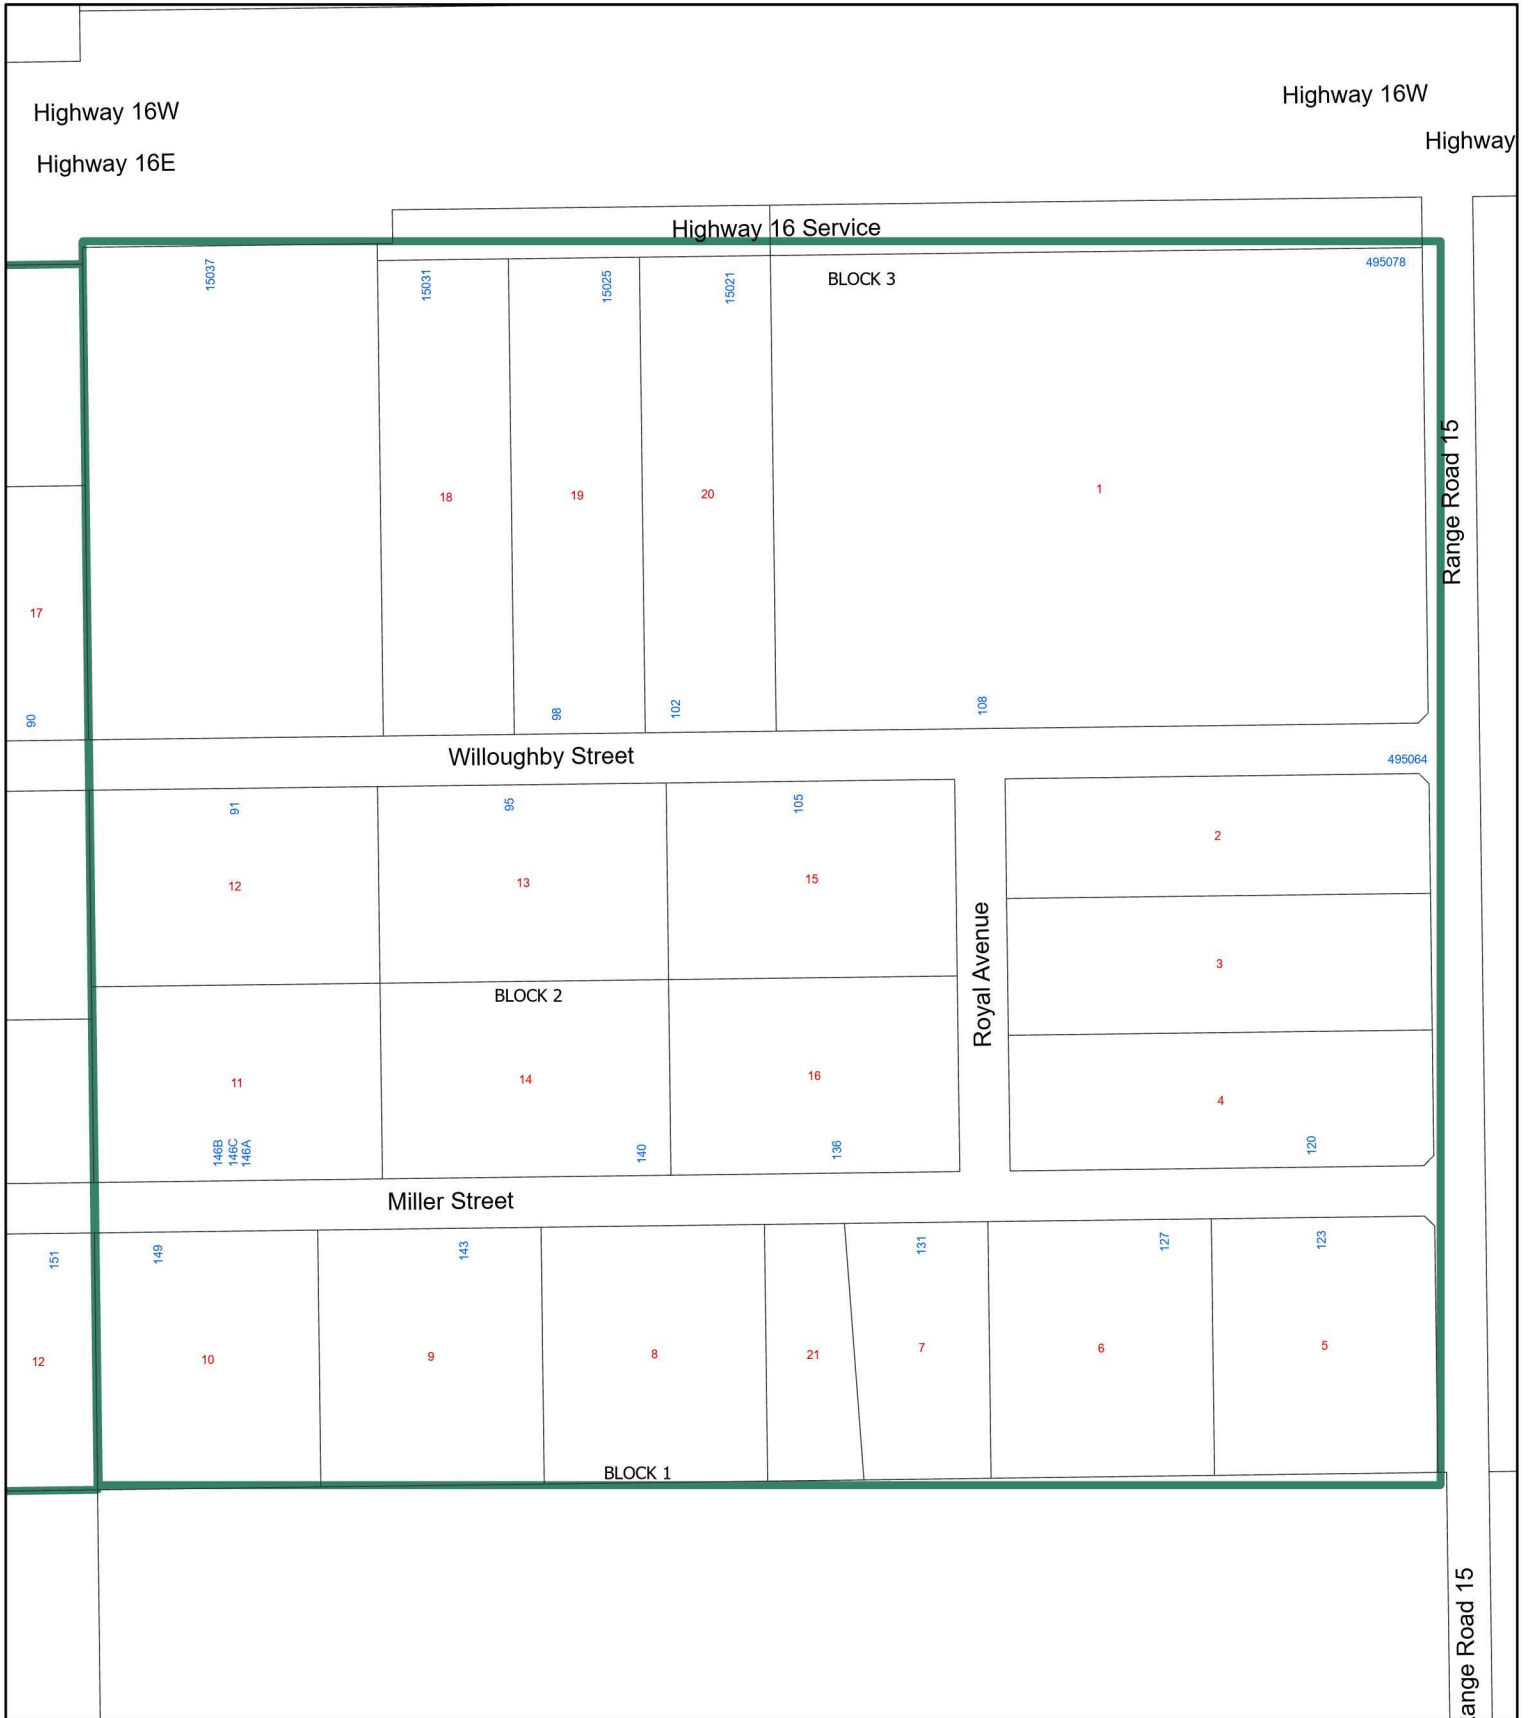 Highway 16W
Highway 16W
Highway
Highway 16E
Highway 16 Service
15037
15031
15025
15021
BLOCK 3
495078
Range Road 15
18
19
20
1
17
90
98
102
108
Willoughby Street
495064
91
95
105
2
12
13
15
Royal Avenue
3
BLOCK 2
11
14
16
4
146B
146C
146A
140
136
120
Miller Street
151
149
143
131
127
123
12
10
9
8
21
7
6
5
BLOCK 1
ange Road 15